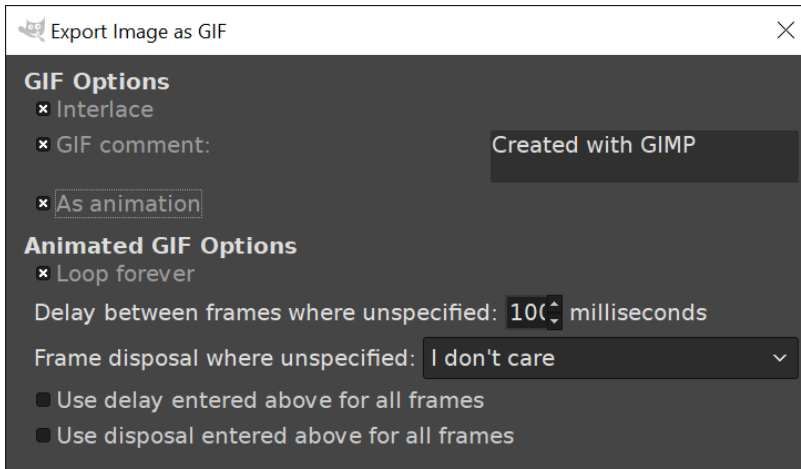 Export Image as GIF
GIF Options
Interlace
GIF comment: Created with GIMP
As animation
Animated GIF Options
Loop forever
Delay between frames where unspecified: 100 milliseconds
Frame disposal where unspecified: I don't care
Use delay entered above for all frames
Use disposal entered above for all frames